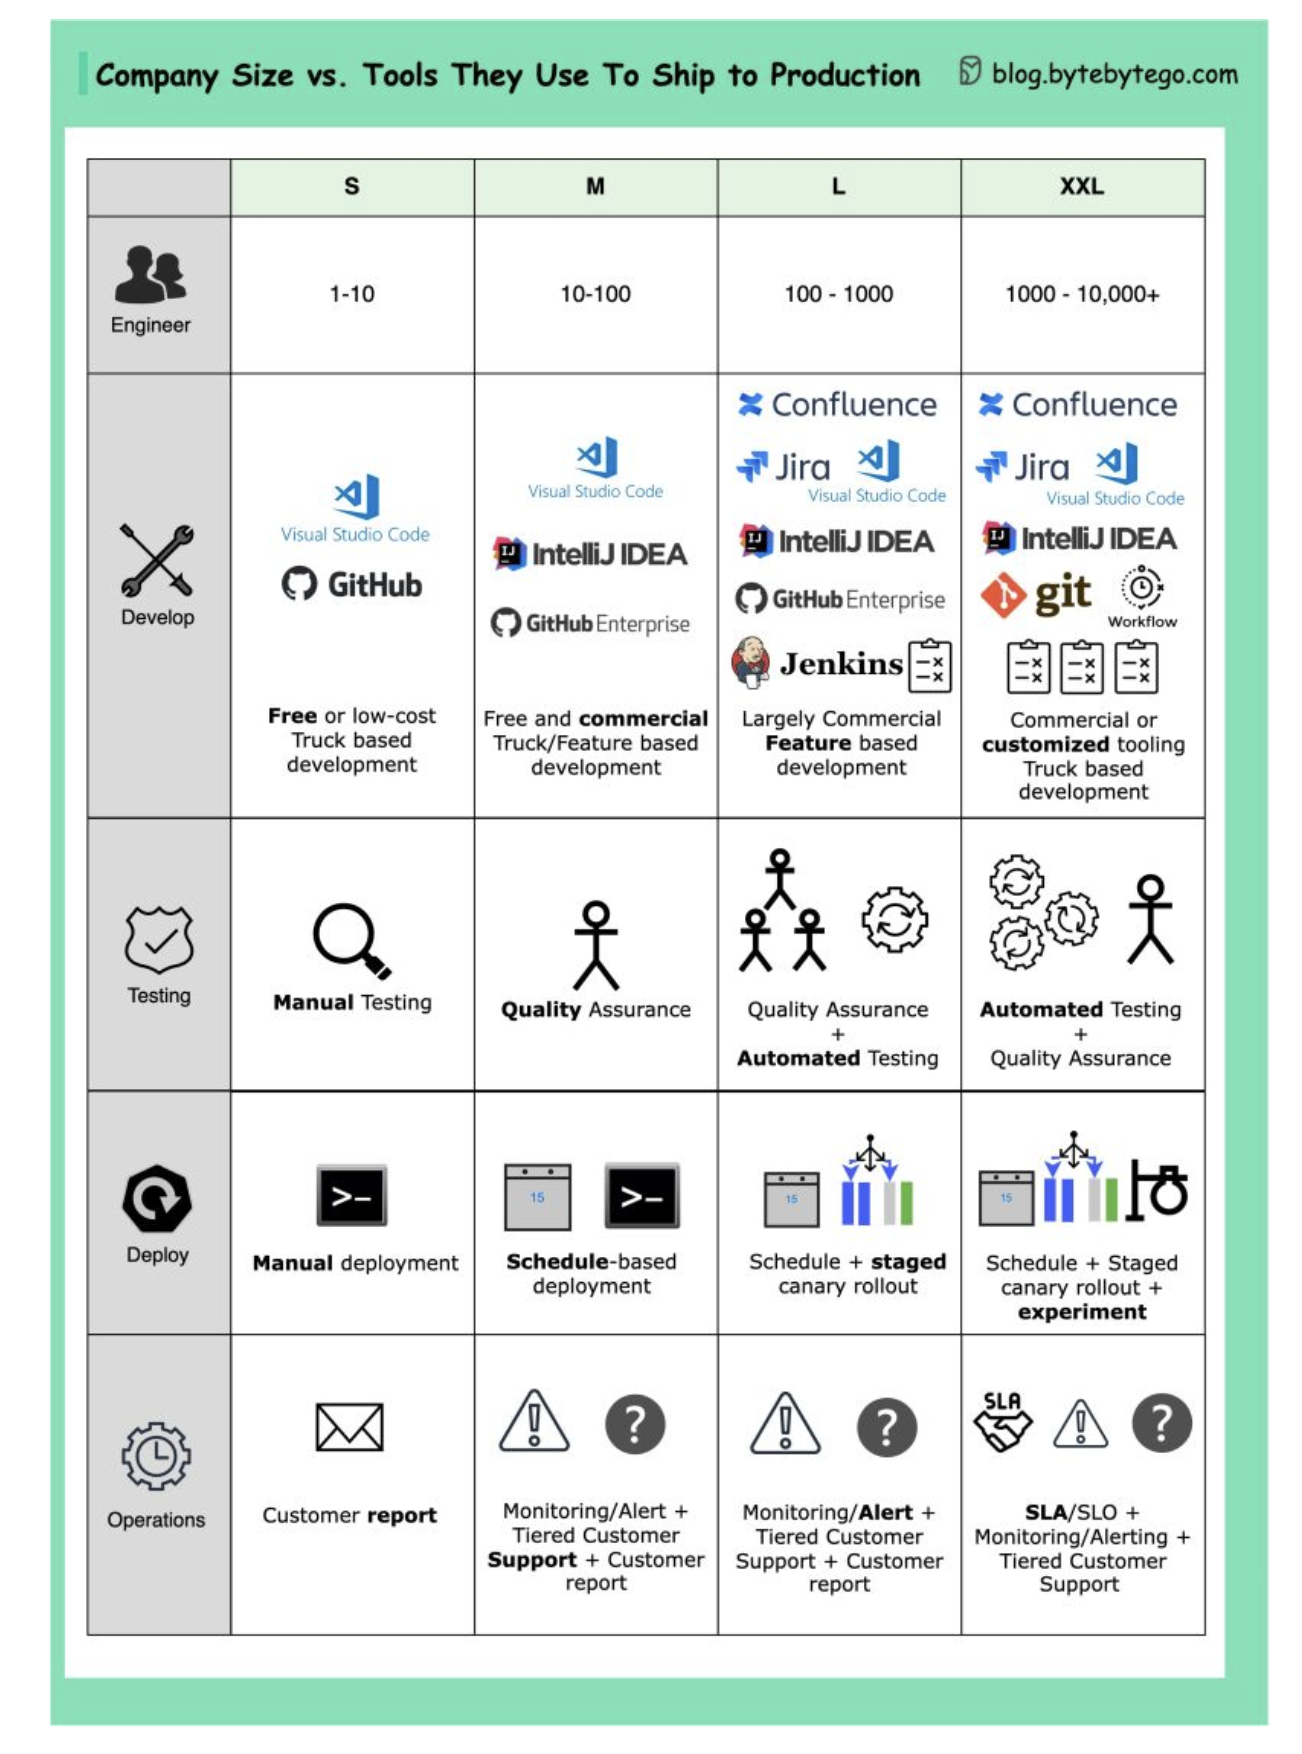 Company Size vs. Tools They Use To Ship to Production
blog.bytebytego.com
S
M
L
XXL
Engineer
1-10
10-100
100 - 1000
1000 - 10,000+
Develop
Visual Studio Code
GitHub
Free or low-cost
Truck based
development
Visual Studio Code
IJ
IntelliJ IDEA
GitHub Enterprise
Free and commercial
Truck/Feature based
development
Confluence
Jira
Visual Studio Code
IJ
IntelliJ IDEA
GitHub Enterprise
Jenkins
Largely Commercial
Feature based
development
Confluence
Jira
Visual Studio Code
IJ
IntelliJ IDEA
git
Workflow
Commercial or
customized tooling
Truck based
development
Testing
Manual Testing
Quality Assurance
Quality Assurance
+
Automated Testing
Automated Testing
+
Quality Assurance
Deploy
>-
Manual deployment
15
>-
Schedule-based
deployment
15
Schedule + staged
canary rollout
15
Schedule + Staged
canary rollout +
experiment
Operations
Customer report
!
?
Monitoring/Alert +
Tiered Customer
Support + Customer
report
!
?
Monitoring/Alert +
Tiered Customer
Support + Customer
report
SLA
!
?
SLA/SLO +
Monitoring/Alerting +
Tiered Customer
Support